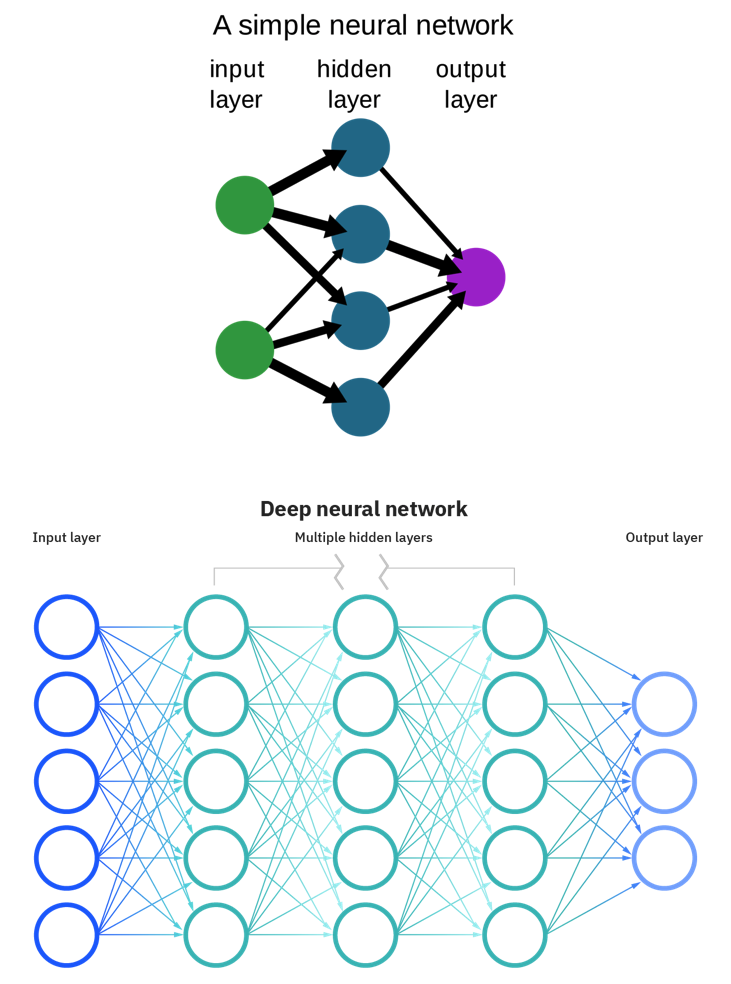 A simple neural network
input
layer
hidden
layer
output
layer
Deep neural network
Input layer
Multiple hidden layers
Output layer